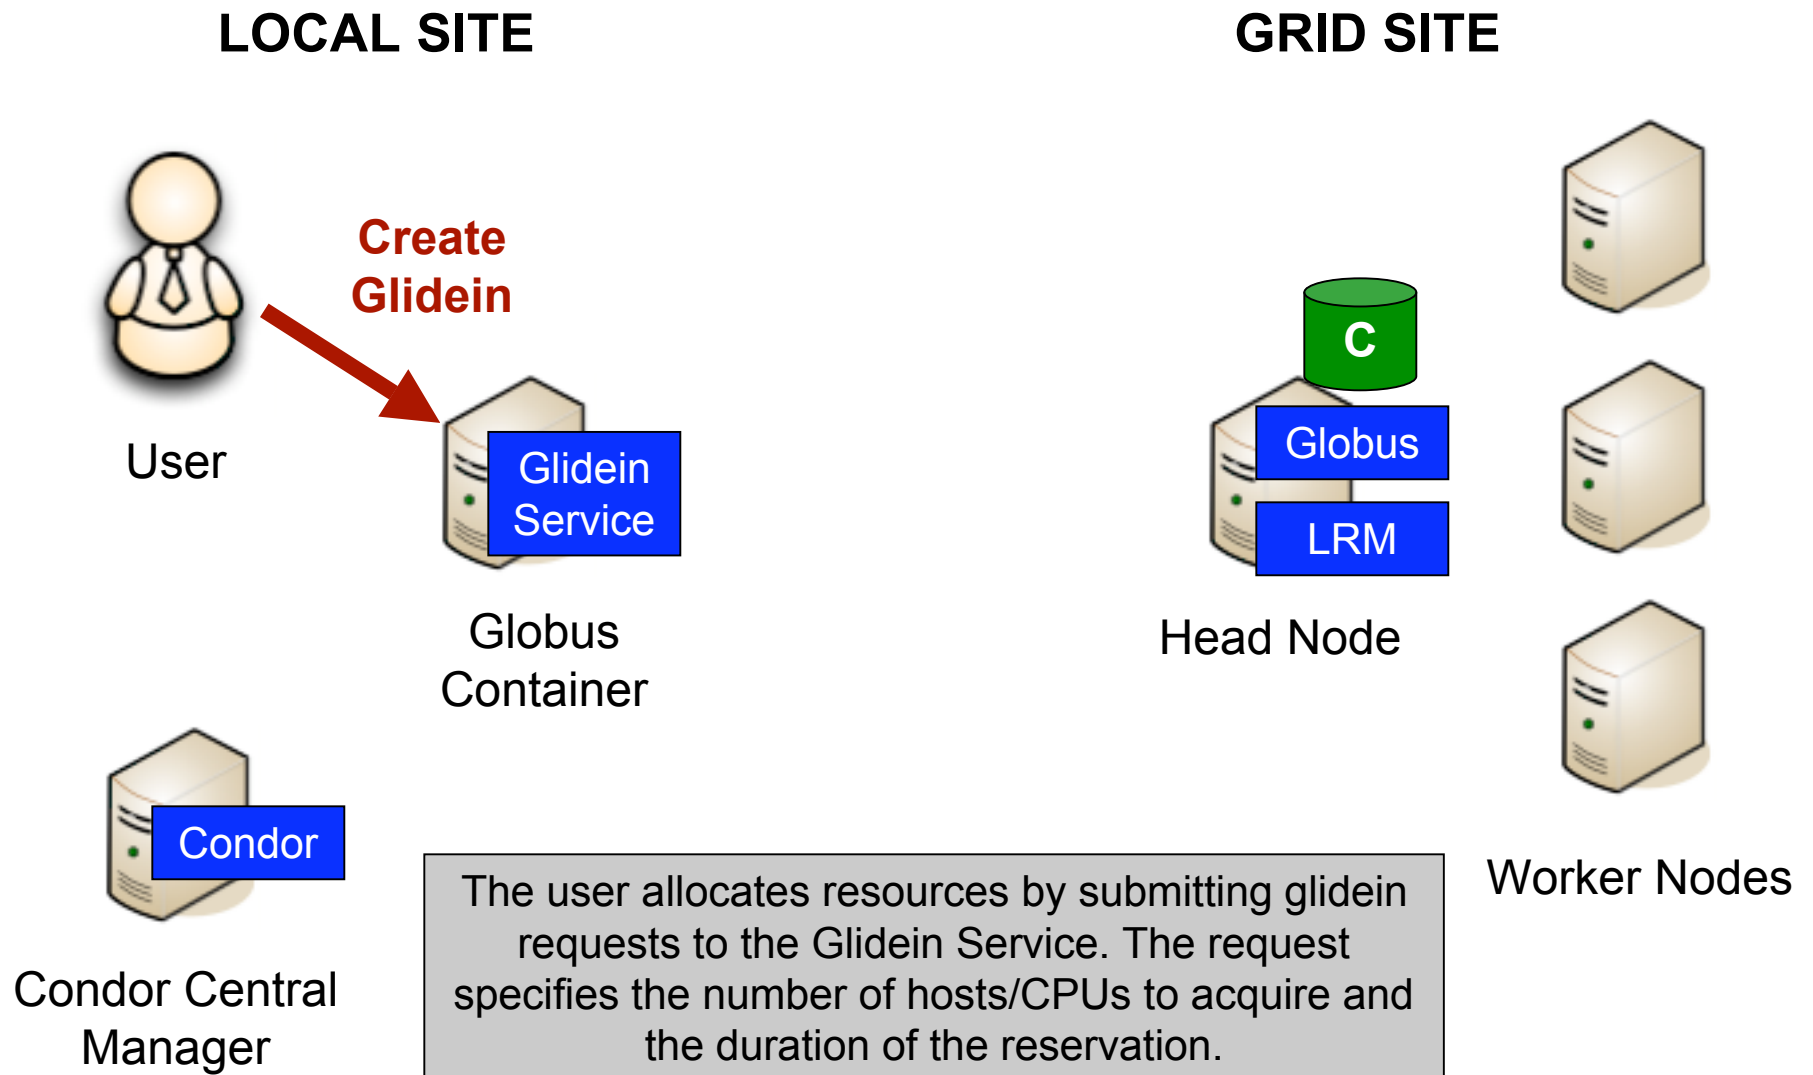 LOCAL SITE
GRID SITE
Create
Glidein
User
Glidein
Service
Globus
Container
C
Globus
LRM
Head Node
Condor
Condor Central
Manager
Worker Nodes
The user allocates resources by submitting glidein
requests to the Glidein Service. The request
specifies the number of hosts/CPUs to acquire and
the duration of the reservation.